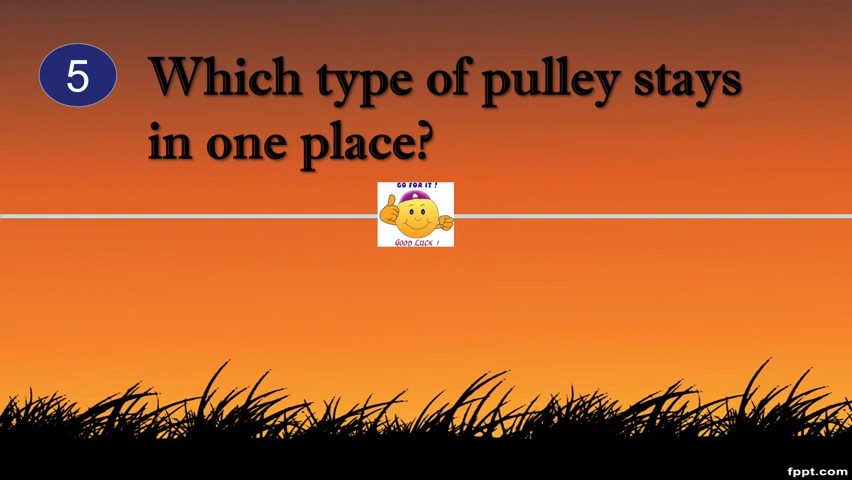 5
Which type of pulley stays
in one place?
GO FOR IT !
GOOD LUCK !
fppt.com